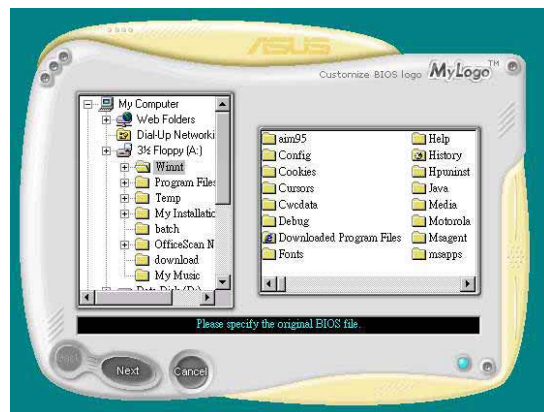 ASUS
Customize BIOS logo MyLogo™
My Computer
Web Folders
Dial-Up Networki
3½ Floppy (A:)
Winnt
Program Files
Temp
My Installatic
batch
OfficeScan N
download
My Music
aim95
Config
Cookies
Cursors
Cwcdata
Debug
Downloaded Program Files
Fonts
Help
History
Hpuninst
Java
Media
Motorola
Msagent
msapps
Please specify the original BIOS file.
Next
Cancel